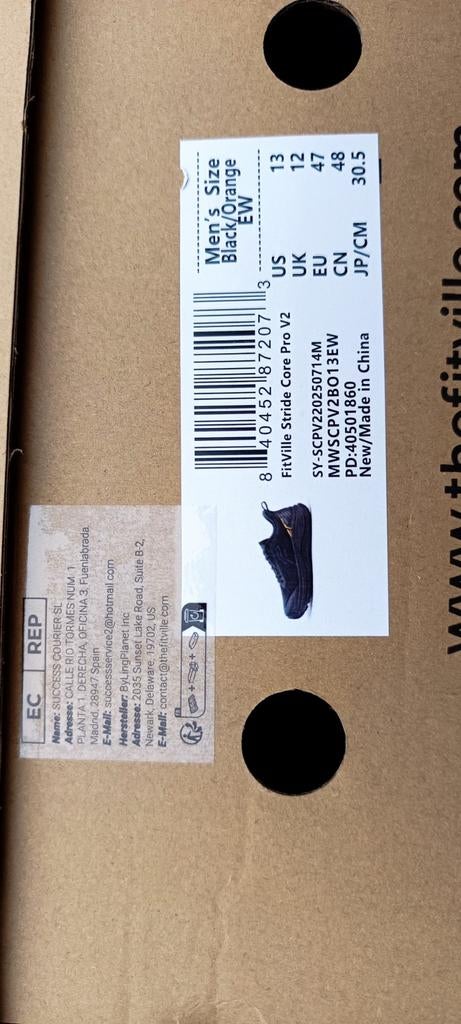 EC REP
Name: SUCCESS COURIER SL
Adresse: CALLE RIO TORMES NUM. 1
PLANTA 1, DERECHA, OFICINA 3, Fuenlabrada,
Madrid, 28947 Spain
E-Mail: successservice2@hotmail.com
Hersteller: ByLingPlanet Inc
Adresse: 2035 Sunset Lake Road, Suite B-2,
Newark, Delaware, 19702, US
E-Mail: contact@thefitville.com
Men's Size
Black/Orange
EW
8 40452 87207 3
US 13
UK 12
EU 47
CN 48
JP/CM 30.5
FitVille Stride Core Pro V2
SY-SCPV220250714M
MWSCPV2BO13EW
PD:40501860
New/Made in China
www.thefitville.com